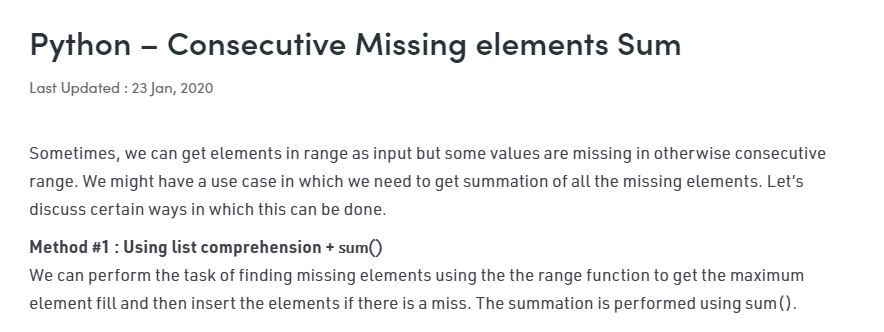 Python – Consecutive Missing elements Sum
Last Updated : 23 Jan, 2020
Sometimes, we can get elements in range as input but some values are missing in otherwise consecutive
range. We might have a use case in which we need to get summation of all the missing elements. Let's
discuss certain ways in which this can be done.
Method #1 : Using list comprehension + sum()
We can perform the task of finding missing elements using the the range function to get the maximum
element fill and then insert the elements if there is a miss. The summation is performed using sum().